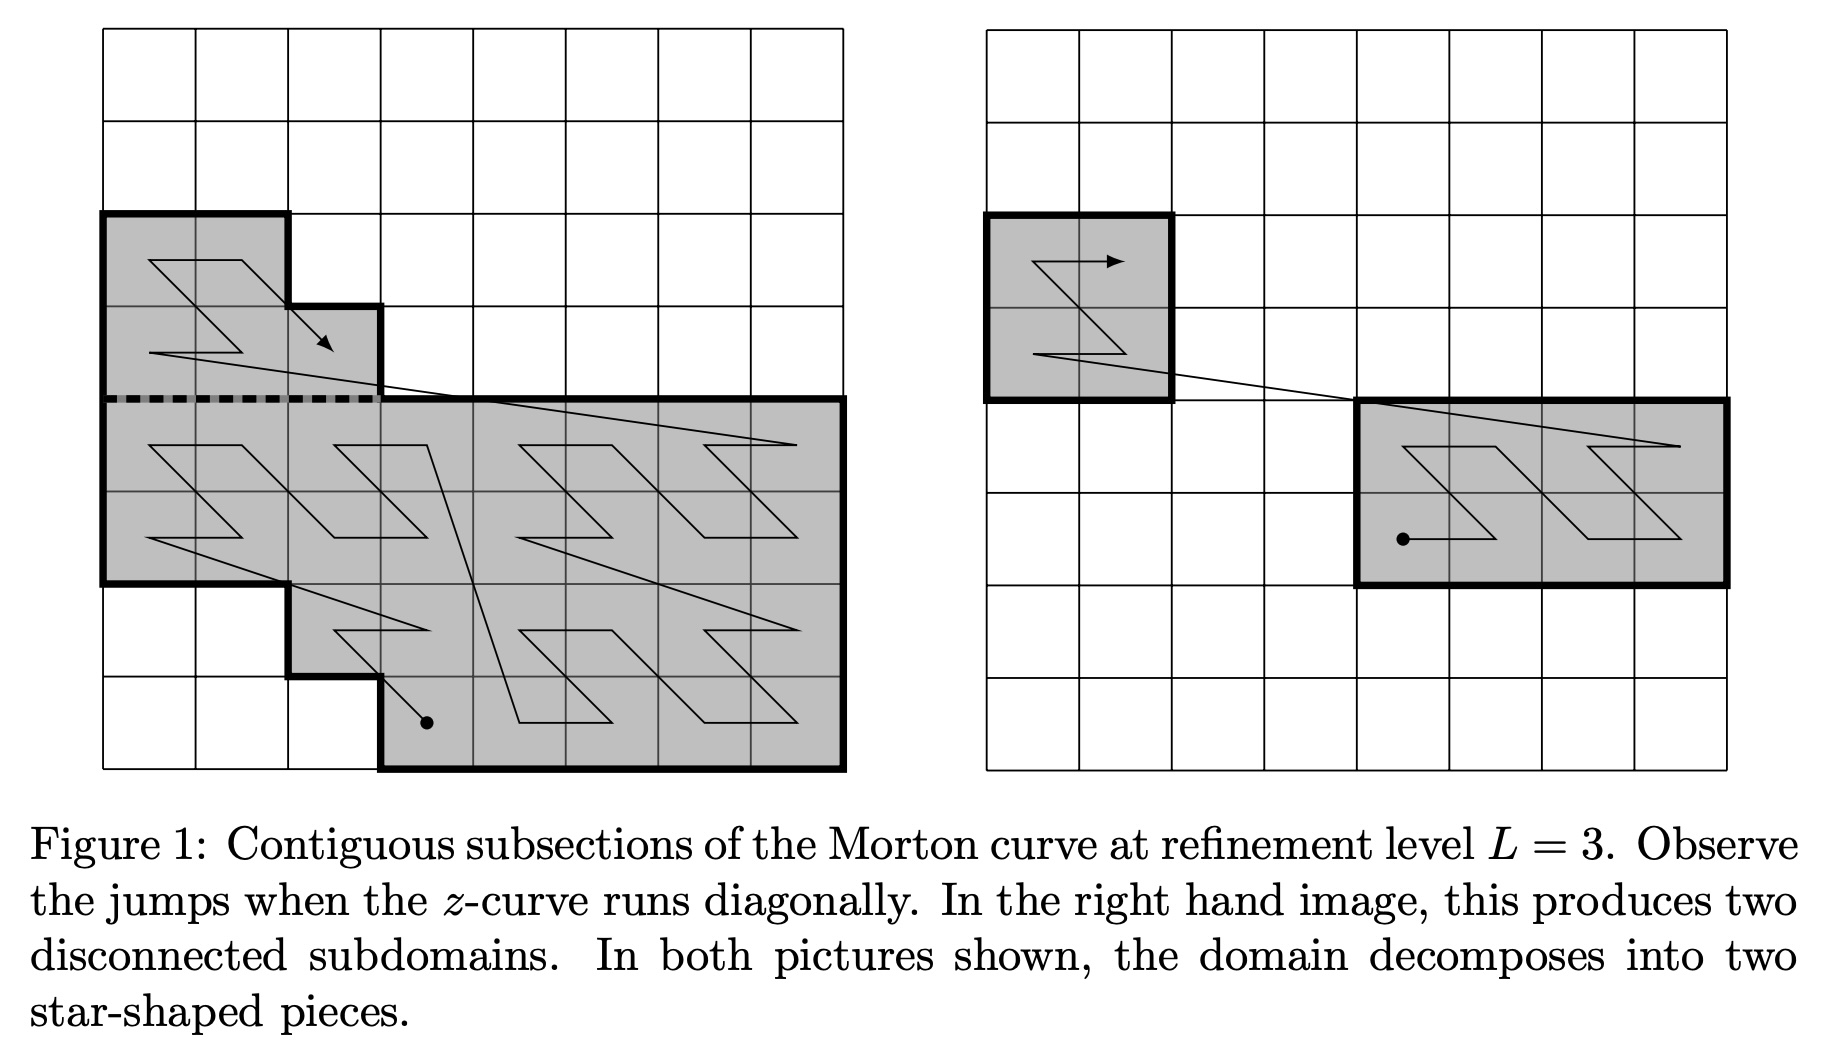 Figure 1: Contiguous subsections of the Morton curve at refinement level L = 3. Observe
the jumps when the z-curve runs diagonally. In the right hand image, this produces two
disconnected subdomains. In both pictures shown, the domain decomposes into two
star-shaped pieces.